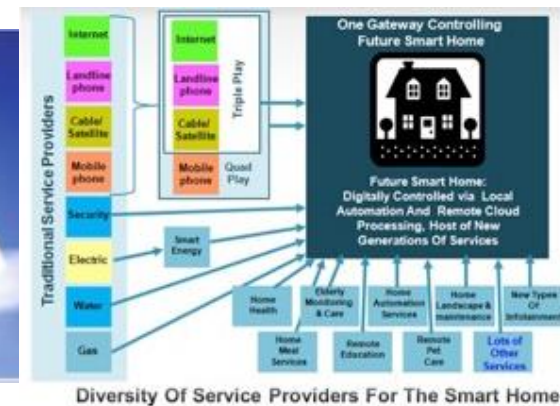 One Gateway Controlling
Future Smart Home
Internet
Landline
phone
Cable/
Satellite
Mobile
phone
Security
Electric
Water
Gas
Traditional Service Providers
Internet
Landline
phone
Cable/
Satellite
Triple Play
Mobile
phone
Quad
Play
Smart
Energy
Future Smart Home:
Digitally Controlled via Local
Automation And Remote Cloud
Processing, Host of New
Generations Of Services
Home
Health
Elderly
Monitoring
& Care
Home
Automation
Services
Home
Landscape &
maintenance
New Types
Of
Infotainment
Home
Meal
Services
Remote
Education
Remote
Pet
Care
Lots of
Other
Services
Diversity Of Service Providers For The Smart Home